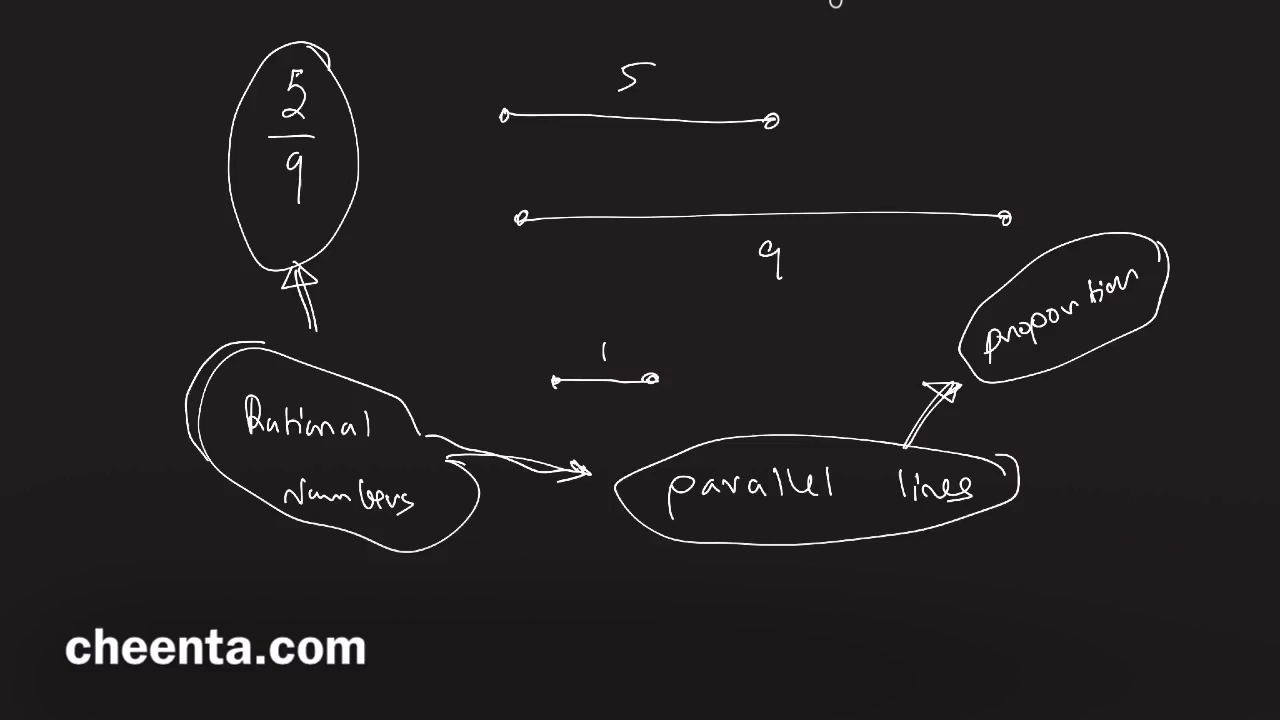 5
9
5
9
1
proportion
Rational
Numbers
parallel lines
cheenta.com